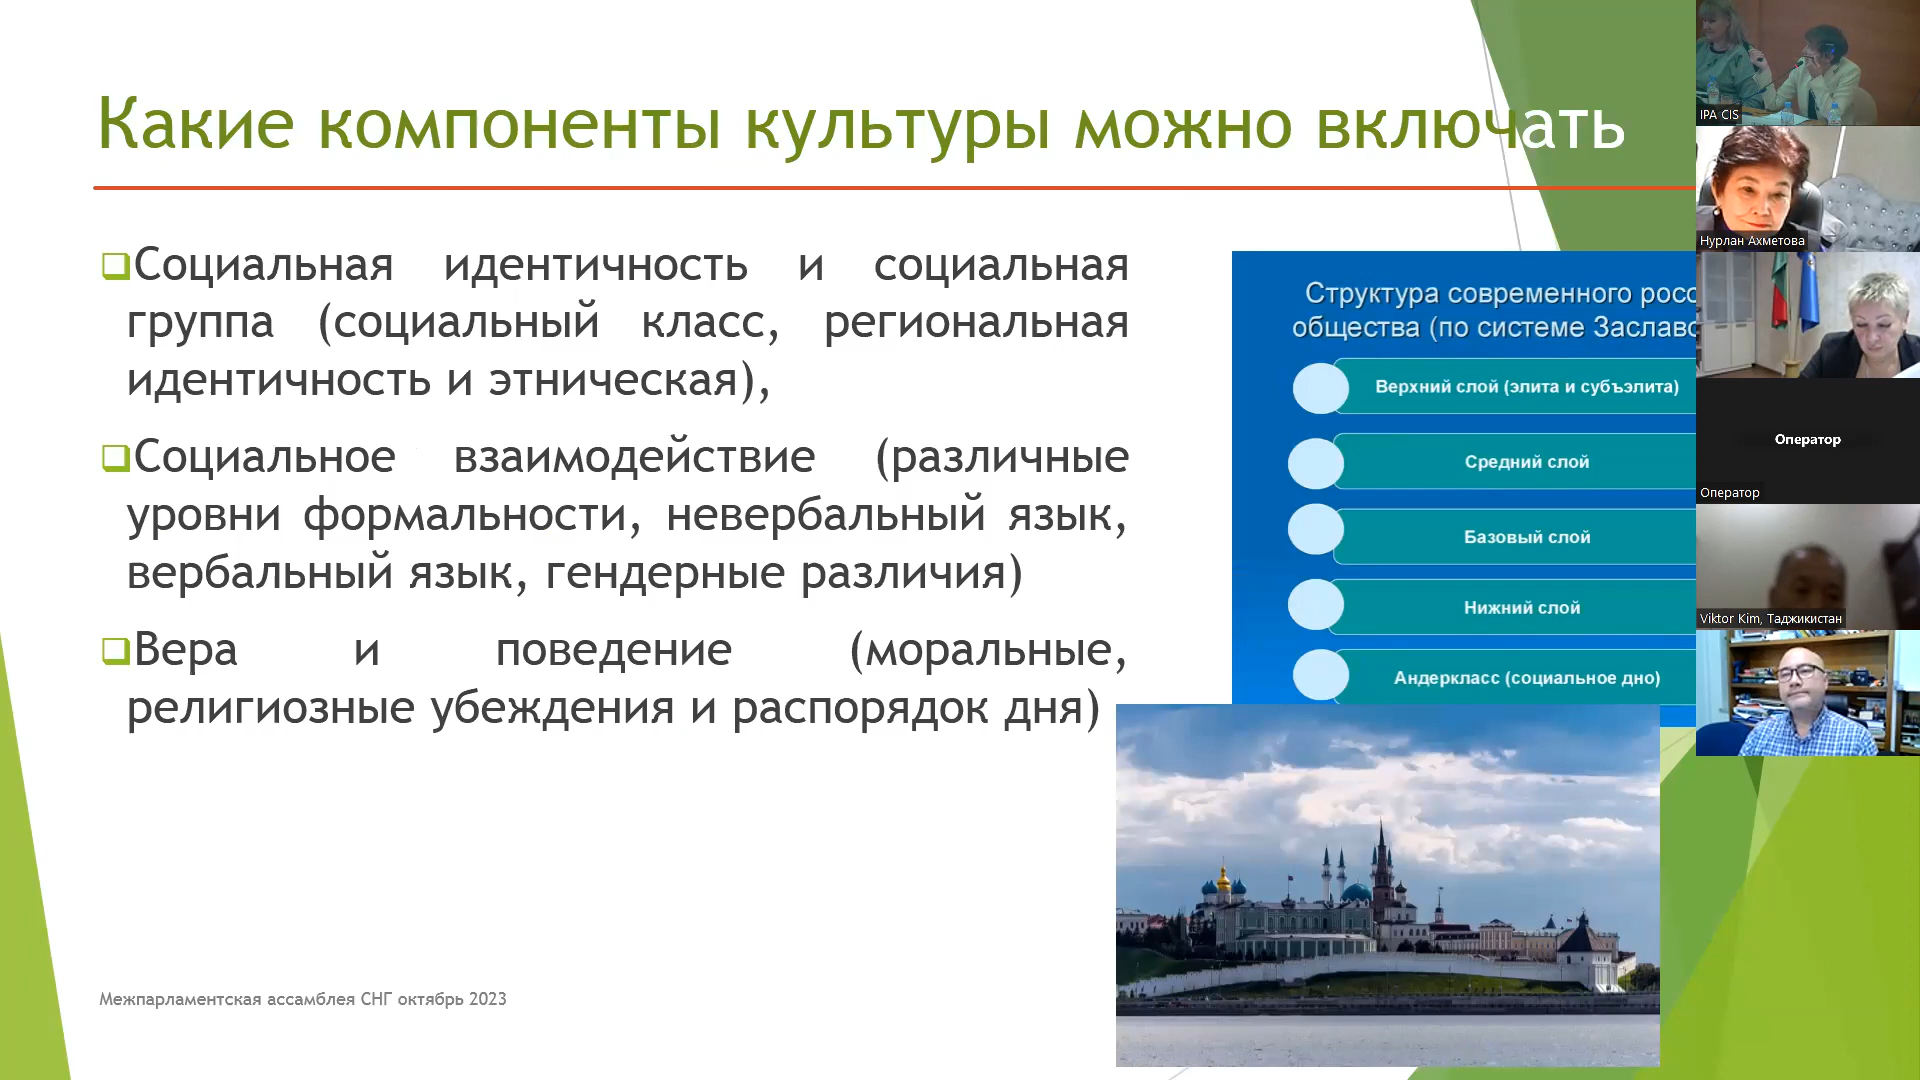 Какие компоненты культуры можно включать
Социальная идентичность и социальная
группа (социальный класс, региональная
идентичность и этническая),
Социальное взаимодействие (различные
уровни формальности, невербальный язык,
вербальный язык, гендерные различия)
Вера и поведение (моральные,
религиозные убеждения и распорядок дня)
Межпарламентская ассамблея СНГ октябрь 2023
Структура современного росс
общества (по системе Заславс
Верхний слой (элита и субъэлита)
Средний слой
Базовый слой
Нижний слой
Андеркласс (социальное дно)
IPA CIS
Нурлан Ахметова
Оператор
Оператор
Viktor Kim, Таджикистан